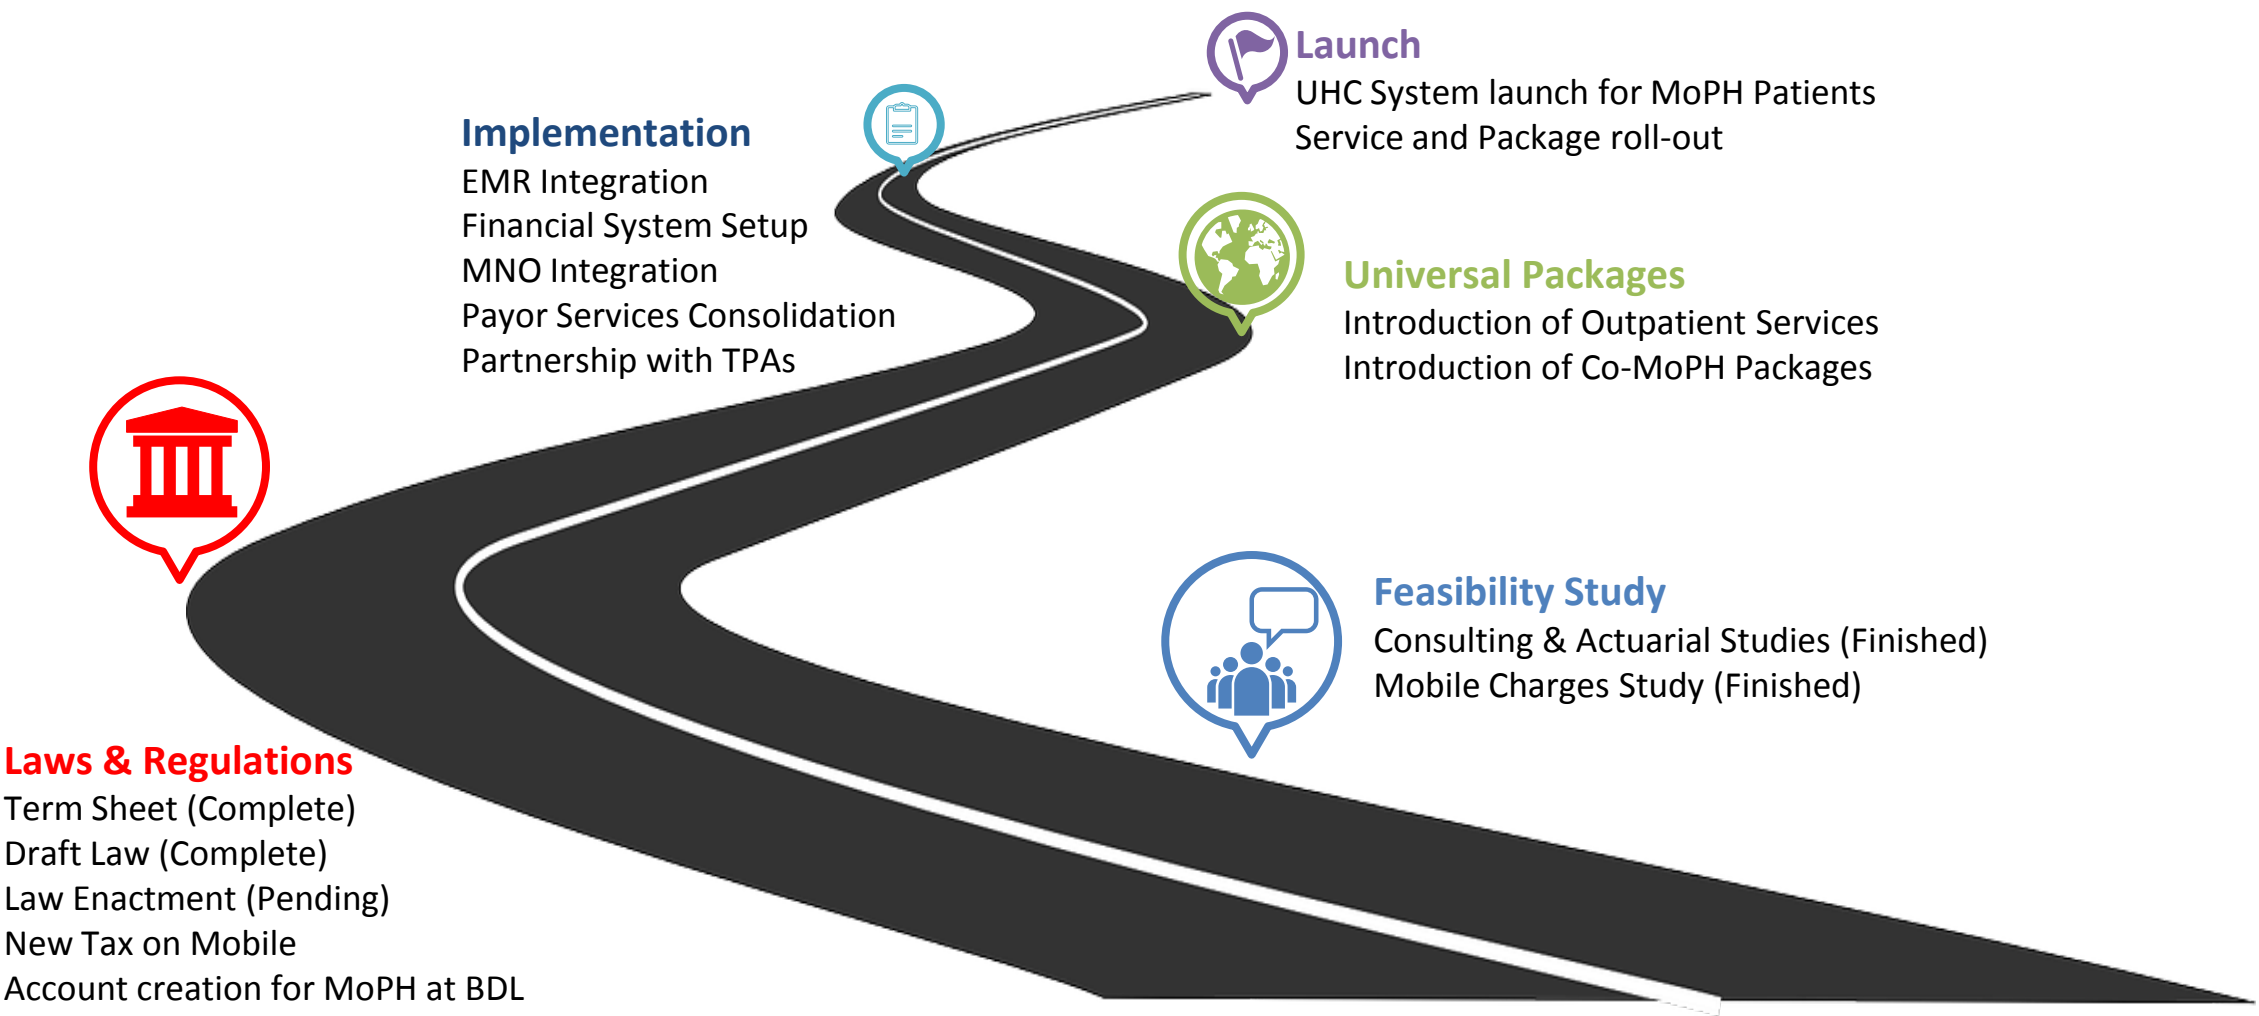 Launch
UHC System launch for MoPH Patients
Service and Package roll-out
Implementation
EMR Integration
Financial System Setup
MNO Integration
Payor Services Consolidation
Partnership with TPAs
Universal Packages
Introduction of Outpatient Services
Introduction of Co-MoPH Packages
Feasibility Study
Consulting & Actuarial Studies (Finished)
Mobile Charges Study (Finished)
Laws & Regulations
Term Sheet (Complete)
Draft Law (Complete)
Law Enactment (Pending)
New Tax on Mobile
Account creation for MoPH at BDL